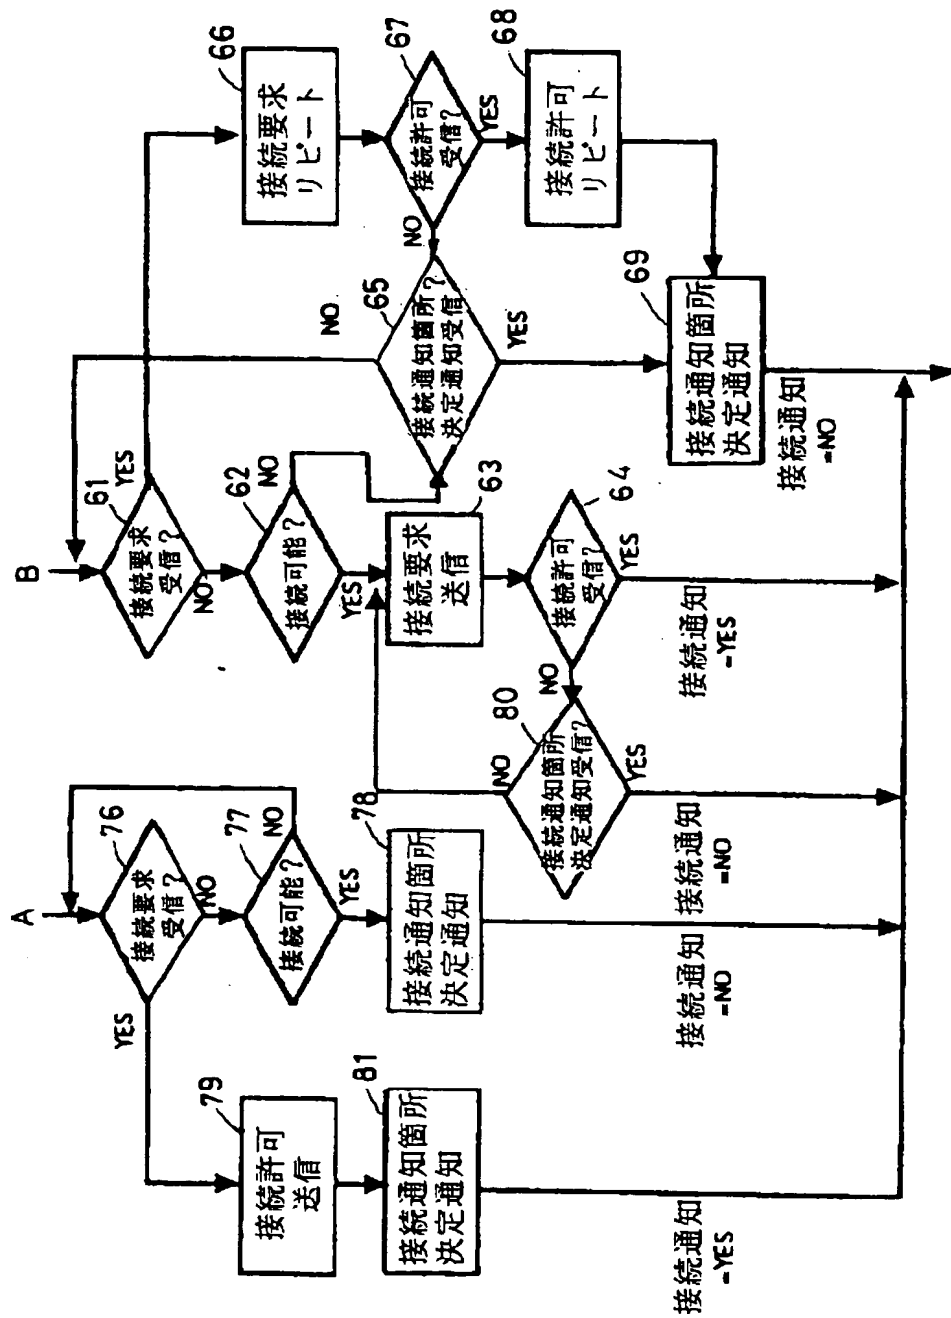 A
76
接続要求
受信?
YES
NO
77
接続可能?
NO
YES
78
接続通知箇所
決定通知
接続通知
=NO
79
接続許可
送信
81
接続通知箇所
決定通知
接続通知
=YES
B
61
接続要求
受信?
YES
NO
62
接続可能?
NO
YES
63
接続要求
送信
64
接続許可
受信?
NO
YES
接続通知
=YES
80
接続通知箇所
決定通知受信?
NO
YES
接続通知
=NO
66
接続要求
リピート
67
接続許可
受信?
YES
NO
68
接続許可
リピート
65
接続通知箇所?
決定通知受信
NO
YES
69
接続通知箇所
決定通知
接続通知
=NO